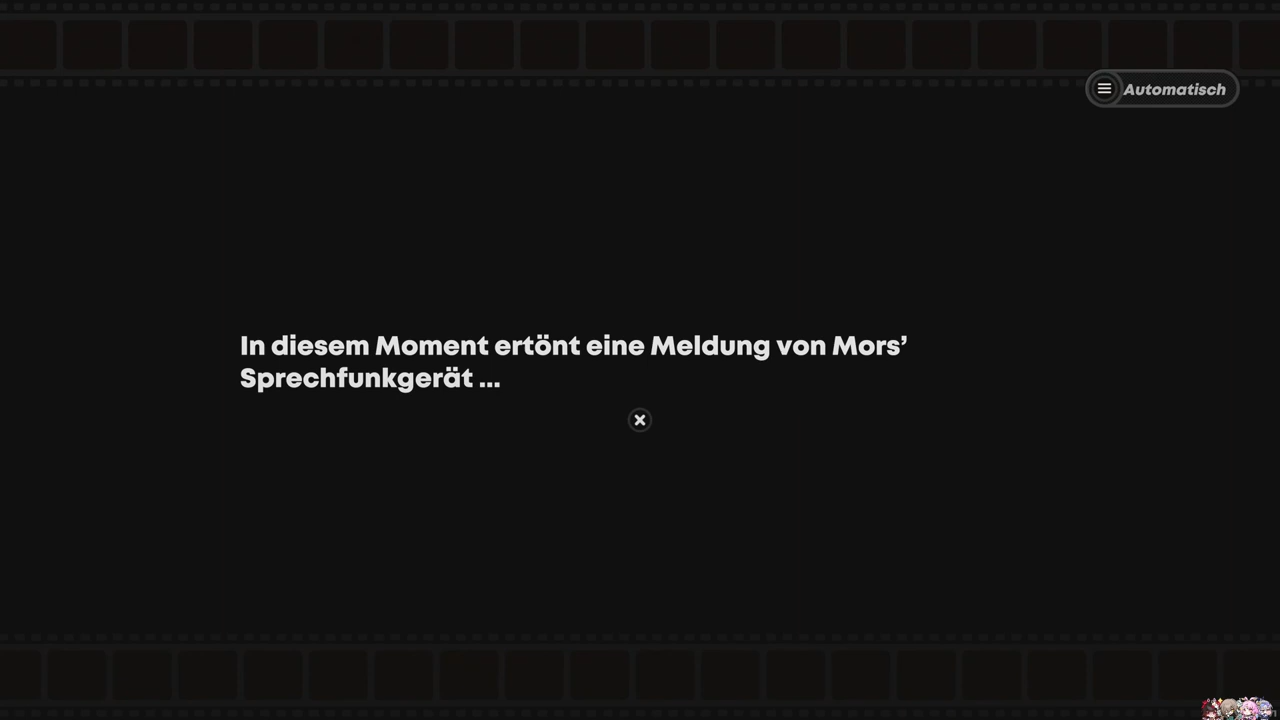 Automatisch
In diesem Moment ertönt eine Meldung von Mors’
Sprechfunkgerät ...